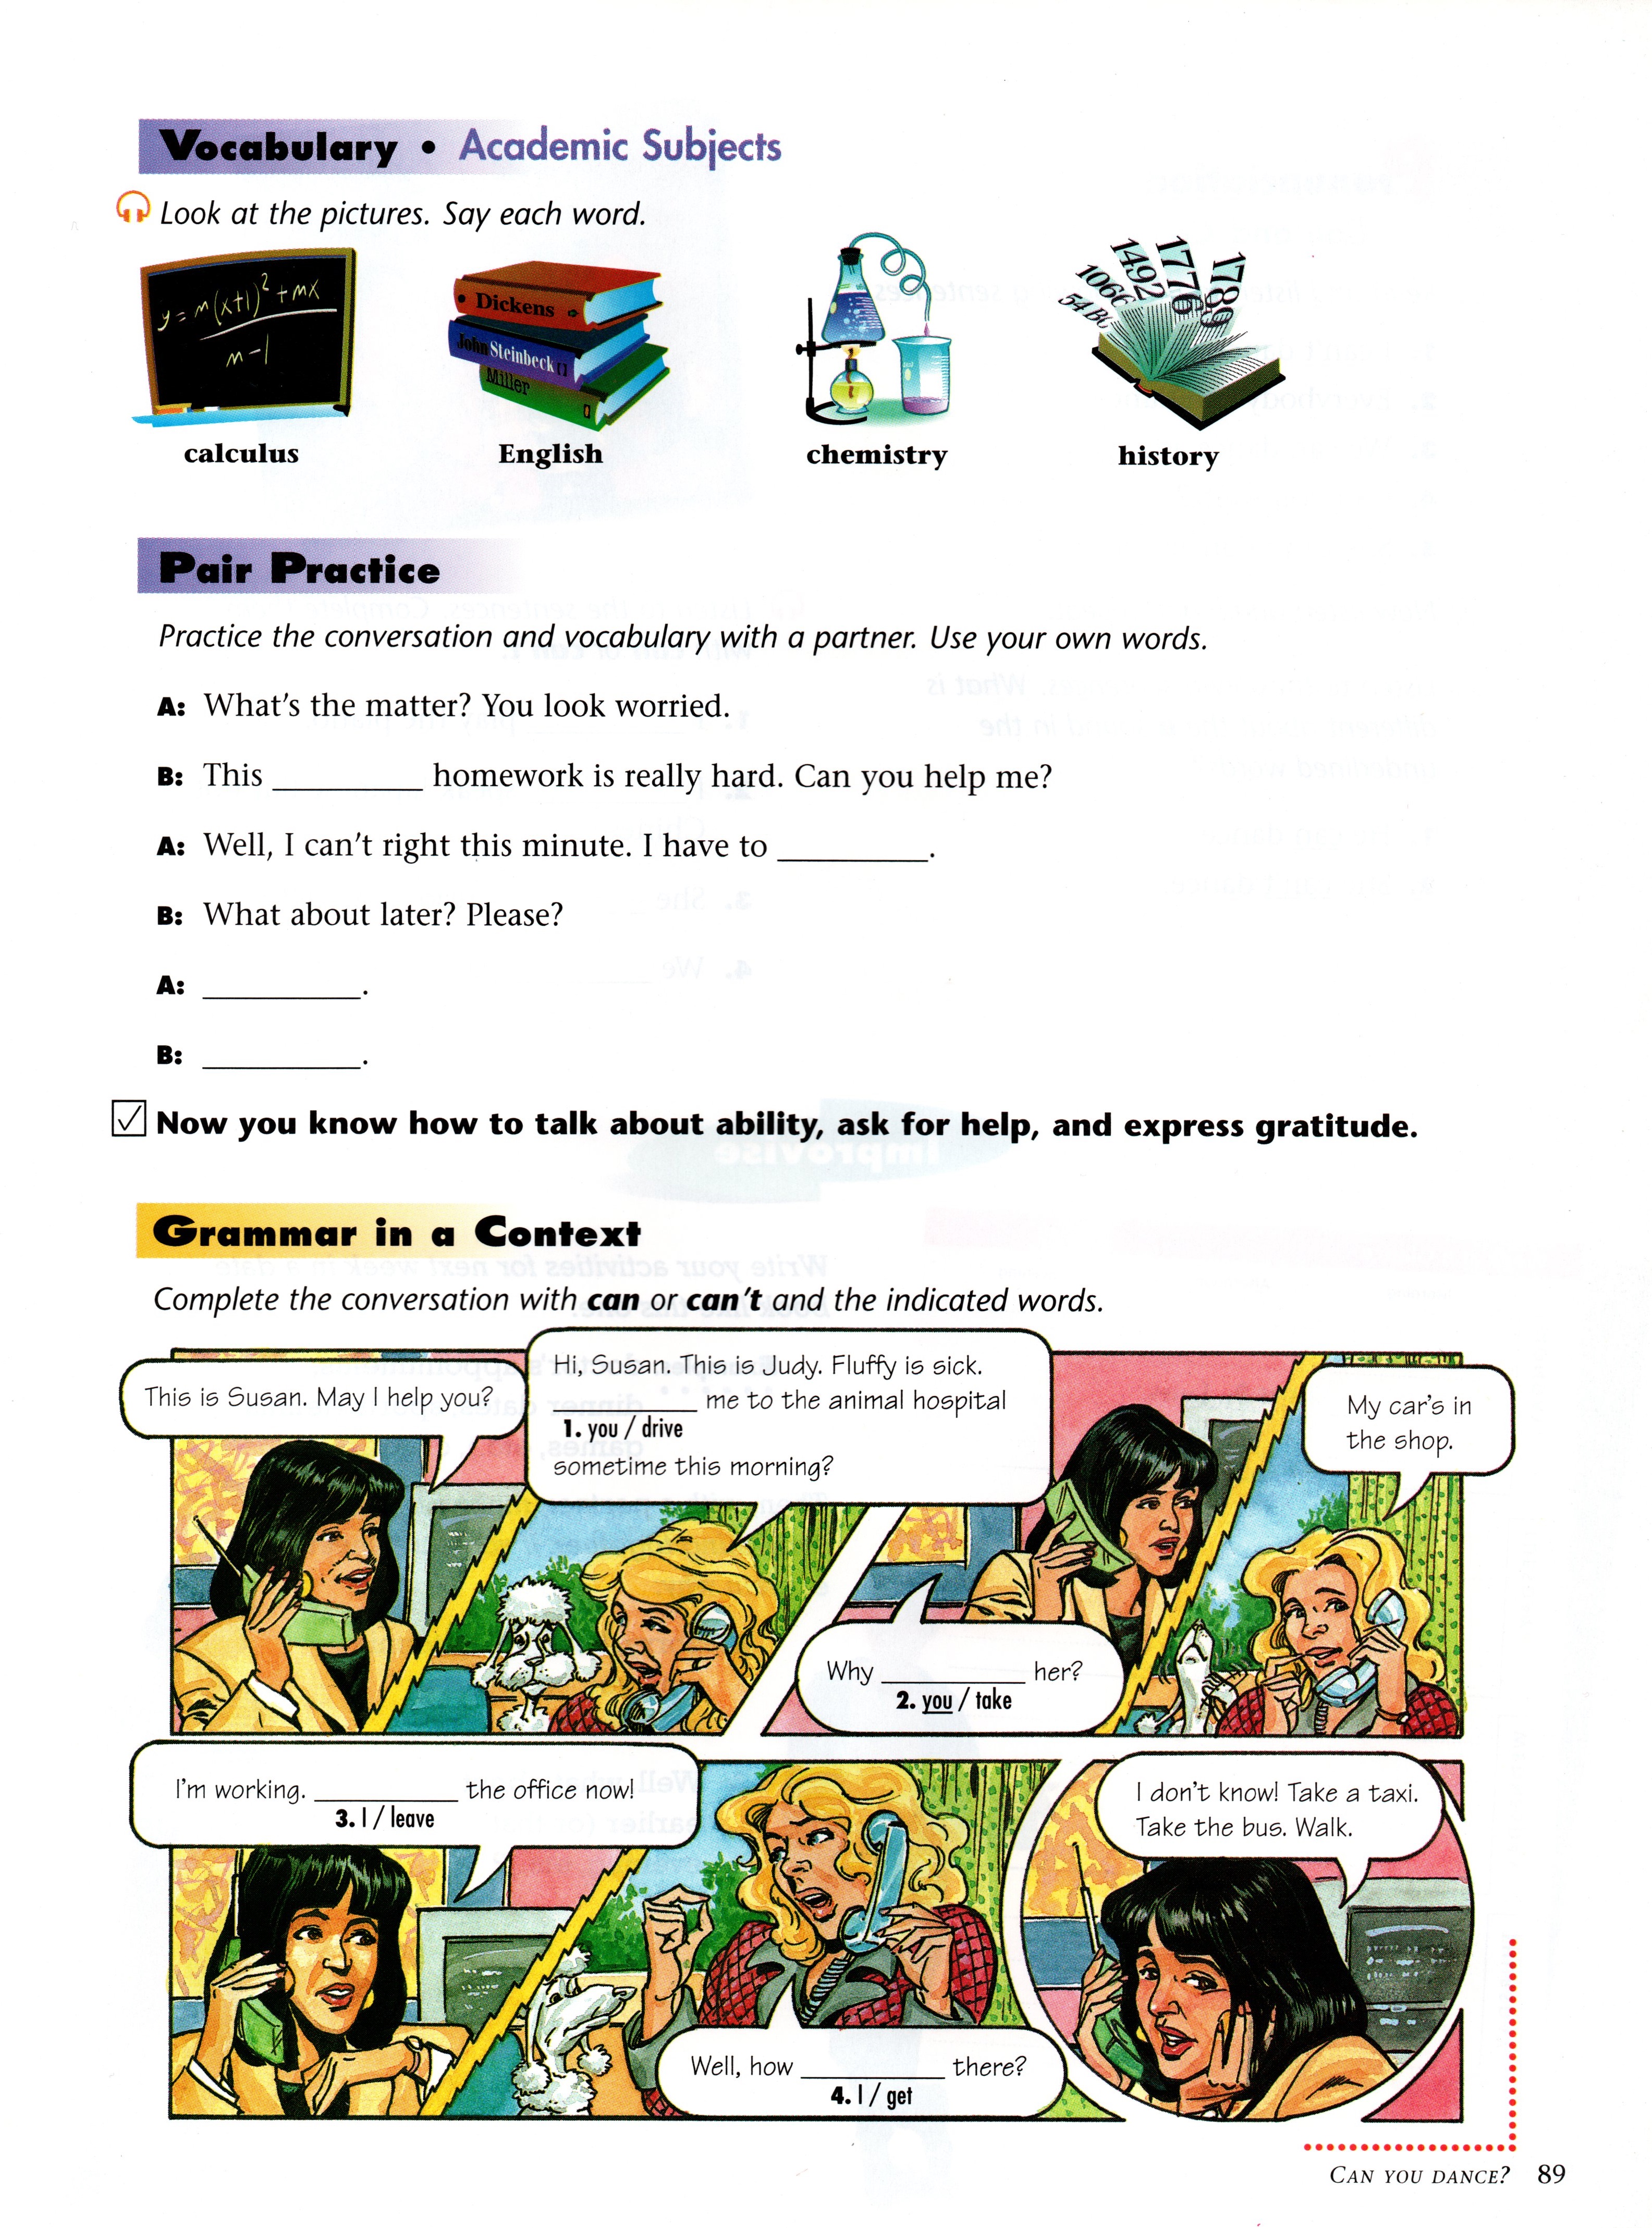 Vocabulary • Academic Subjects
Look at the pictures. Say each word.
y = n(x+1)² + mx
n-1
Dickens
John Steinbeck
Miller
54 BC
1066
1492
1776
1789
calculus
English
chemistry
history
Pair Practice
Practice the conversation and vocabulary with a partner. Use your own words.
A: What's the matter? You look worried.
B: This __________ homework is really hard. Can you help me?
A: Well, I can't right this minute. I have to __________.
B: What about later? Please?
A: __________.
B: __________.
Now you know how to talk about ability, ask for help, and express gratitude.
Grammar in a Context
Complete the conversation with can or can't and the indicated words.
This is Susan. May I help you?
Hi, Susan. This is Judy. Fluffy is sick.
__________ me to the animal hospital
1. you / drive
sometime this morning?
Why __________ her?
2. you / take
My car's in
the shop.
I'm working. __________ the office now!
3. I / leave
Well, how __________ there?
4. I / get
I don't know! Take a taxi.
Take the bus. Walk.
CAN YOU DANCE? 89